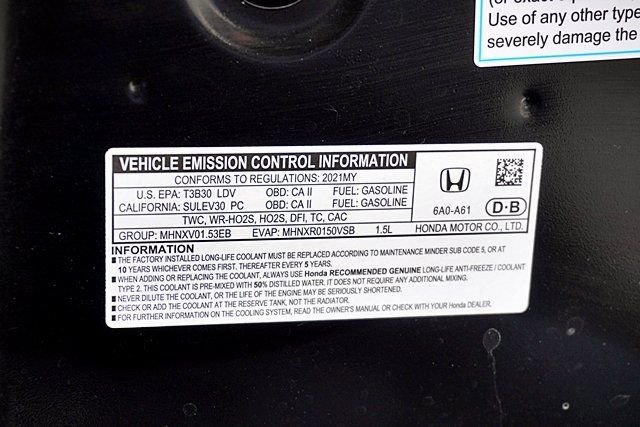 (or exact
Use of any other type
severely damage the
VEHICLE EMISSION CONTROL INFORMATION
CONFORMS TO REGULATIONS: 2021MY
U.S. EPA: T3B30 LDV OBD: CA II FUEL: GASOLINE
CALIFORNIA: SULEV30 PC OBD: CA II FUEL: GASOLINE
TWC, WR-HO2S, HO2S, DFI, TC, CAC
GROUP: MHNXV01.53EB EVAP: MHNXR0150VSB 1.5L
6A0-A61 D-B
HONDA MOTOR CO., LTD.
INFORMATION
■ THE FACTORY INSTALLED LONG-LIFE COOLANT MUST BE REPLACED ACCORDING TO MAINTENANCE MINDER SUB CODE 5, OR AT
10 YEARS WHICHEVER COMES FIRST. THEREAFTER EVERY 5 YEARS.
■ WHEN ADDING OR REPLACING THE COOLANT, ALWAYS USE Honda RECOMMENDED GENUINE LONG-LIFE ANTI-FREEZE / COOLANT
TYPE 2. THIS COOLANT IS PRE-MIXED WITH 50% DISTILLED WATER. IT DOES NOT REQUIRE ANY ADDITIONAL MIXING.
■ NEVER DILUTE THE COOLANT, OR THE LIFE OF THE ENGINE MAY BE SERIOUSLY SHORTENED.
■ CHECK OR ADD THE COOLANT AT THE RESERVE TANK, NOT THE RADIATOR.
■ FOR FURTHER INFORMATION ON THE COOLING SYSTEM, READ THE OWNER'S MANUAL OR CHECK WITH YOUR Honda DEALER.